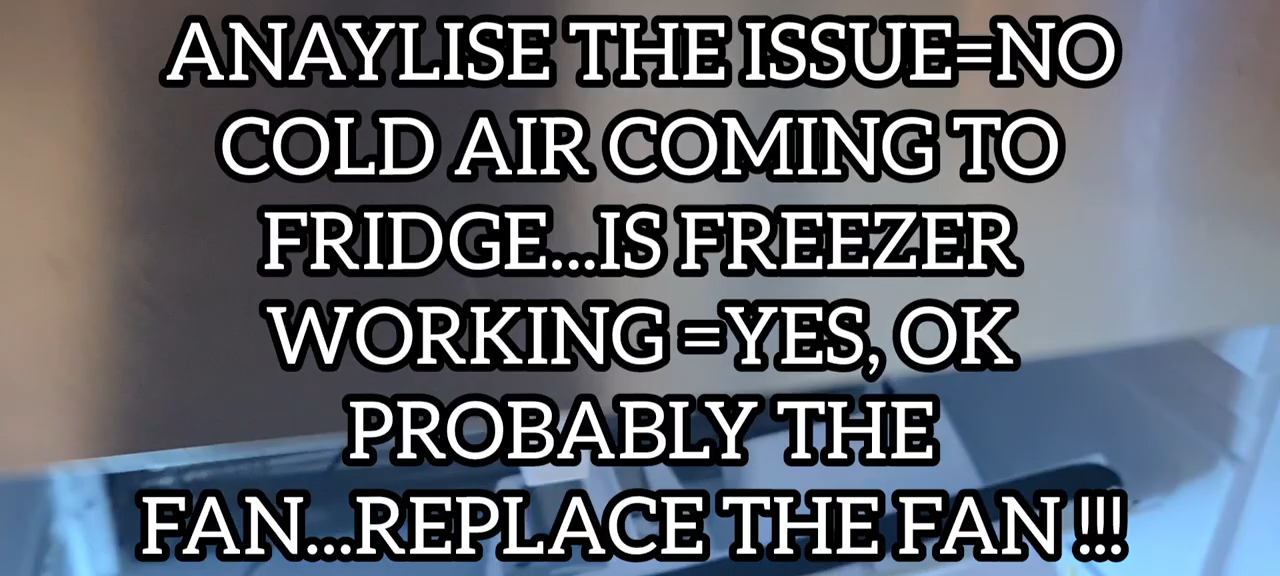 ANAYLISE THE ISSUE=NO
COLD AIR COMING TO
FRIDGE...IS FREEZER
WORKING =YES, OK
PROBABLY THE
FAN...REPLACE THE FAN !!!